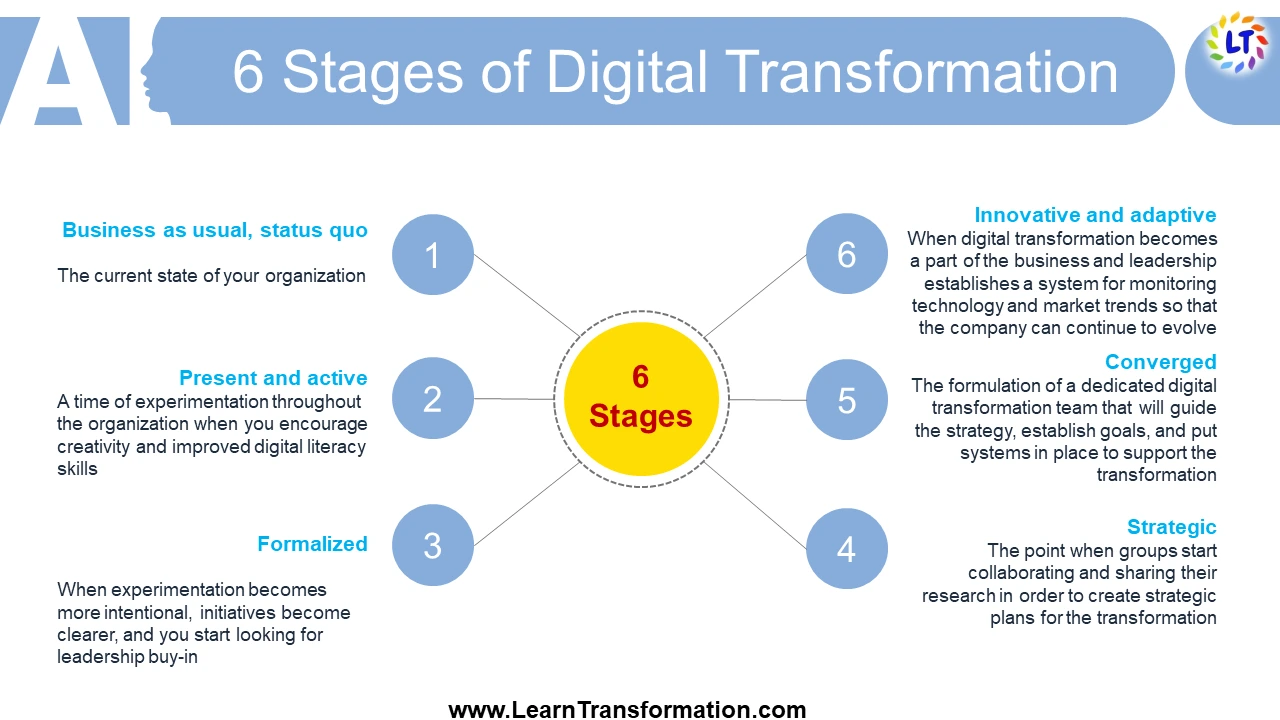 AI
6 Stages of Digital Transformation
LT
Business as usual, status quo
The current state of your organization
1
Present and active
A time of experimentation throughout
the organization when you encourage
creativity and improved digital literacy
skills
2
Formalized
When experimentation becomes
more intentional, initiatives become
clearer, and you start looking for
leadership buy-in
3
6
Stages
4
Strategic
The point when groups start
collaborating and sharing their
research in order to create strategic
plans for the transformation
5
Converged
The formulation of a dedicated digital
transformation team that will guide
the strategy, establish goals, and put
systems in place to support the
transformation
6
Innovative and adaptive
When digital transformation becomes
a part of the business and leadership
establishes a system for monitoring
technology and market trends so that
the company can continue to evolve
www.LearnTransformation.com